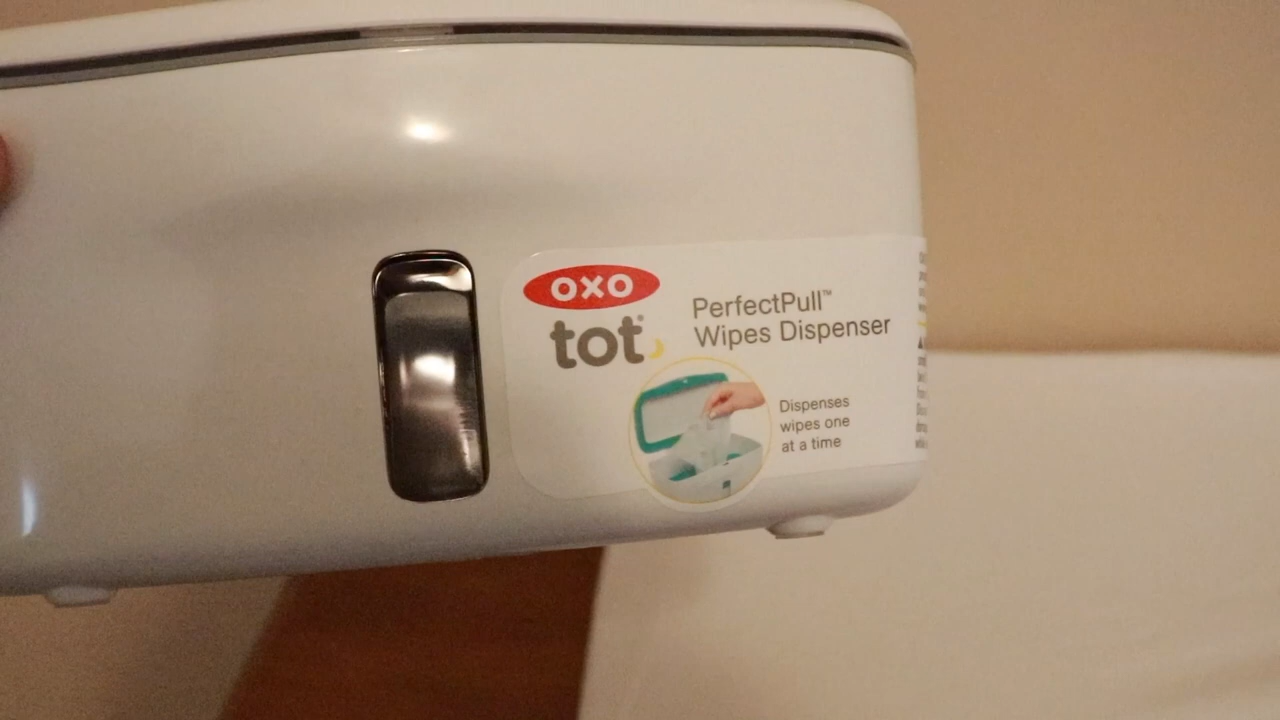 OXO
tot®
PerfectPull™
Wipes Dispenser
Dispenses
wipes one
at a time